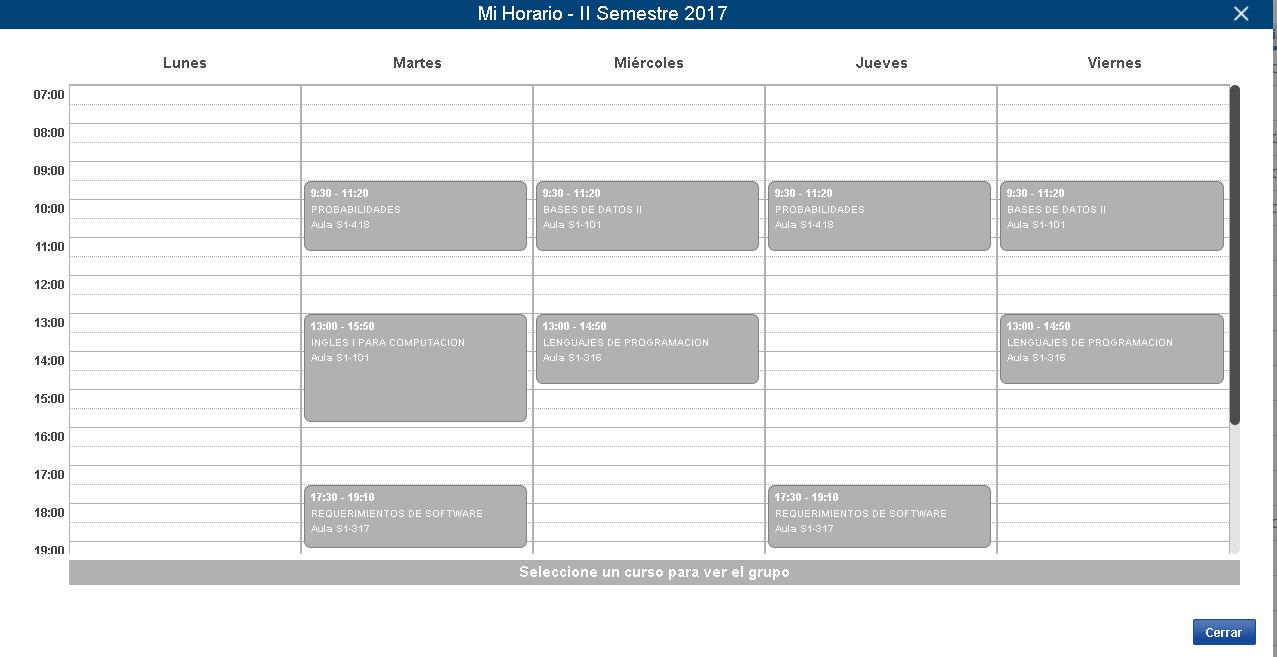 Mi Horario - II Semestre 2017
Lunes Martes Miércoles Jueves Viernes
07:00
08:00
09:00
9:30 - 11:20 9:30 - 11:20 9:30 - 11:20 9:30 - 11:20
10:00 PROBABILIDADES BASES DE DATOS II PROBABILIDADES BASES DE DATOS II
Aula S1-418 Aula S1-101 Aula S1-418 Aula S1-101
11:00
12:00
13:00 13:00 - 15:50 13:00 - 14:50 13:00 - 14:50
INGLES I PARA COMPUTACION LENGUAJES DE PROGRAMACION LENGUAJES DE PROGRAMACION
14:00 Aula S1-101 Aula S1-316 Aula S1-316
15:00
16:00
17:00
17:30 - 19:10 17:30 - 19:10
18:00 REQUERIMIENTOS DE SOFTWARE REQUERIMIENTOS DE SOFTWARE
Aula S1-317 Aula S1-317
19:00
Seleccione un curso para ver el grupo
Cerrar